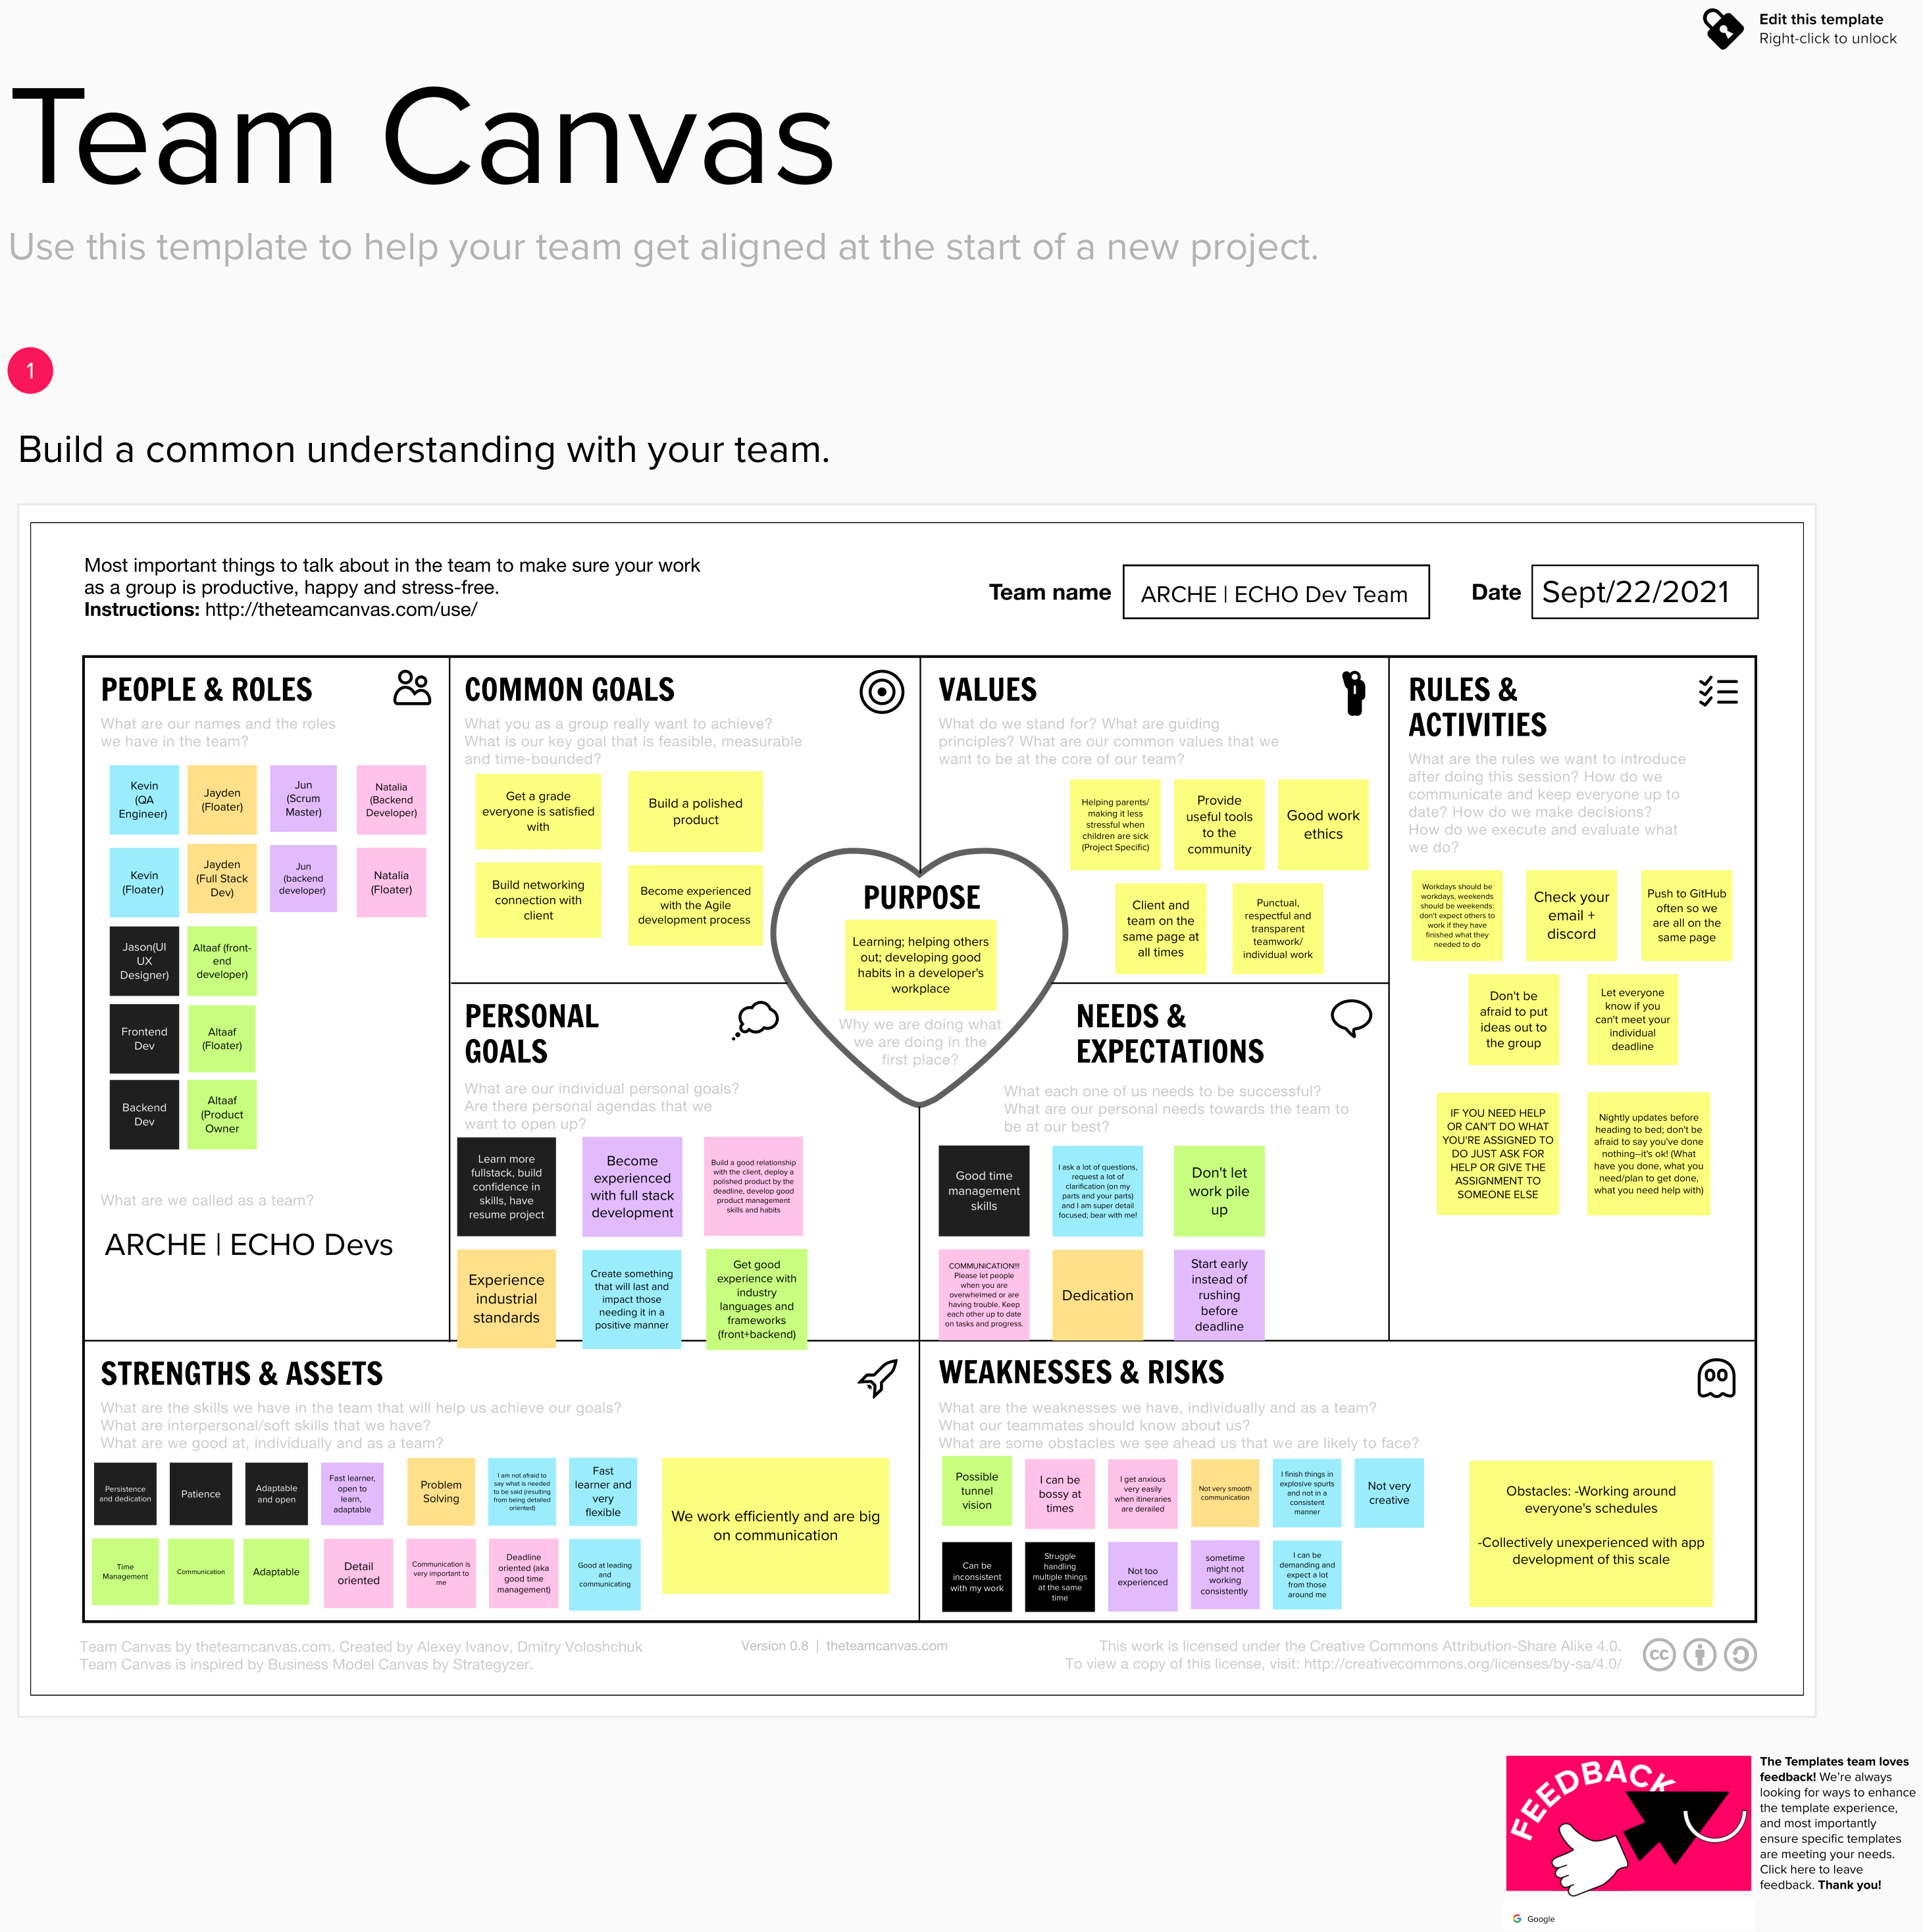 Edit this template
Right-click to unlock
Team Canvas
Use this template to help your team get aligned at the start of a new project.
1
Build a common understanding with your team.
Most important things to talk about in the team to make sure your work
as a group is productive, happy and stress-free.
Instructions: http://theteamcanvas.com/use/
Team name
ARCHE | ECHO Dev Team
Date
Sept/22/2021
PEOPLE & ROLES
What are our names and the roles
we have in the team?
Kevin
(QA
Engineer)
Jayden
(Floater)
Jun
(Scrum
Master)
Natalia
(Backend
Developer)
Kevin
(Floater)
Jayden
(Full Stack
Dev)
Jun
(backend
developer)
Natalia
(Floater)
Jason(UI
UX
Designer)
Altaaf (front-
end
developer)
Frontend
Dev
Altaaf
(Floater)
Backend
Dev
Altaaf
(Product
Owner
What are we called as a team?
ARCHE | ECHO Devs
COMMON GOALS
What you as a group really want to achieve?
What is our key goal that is feasible, measurable
and time-bounded?
Get a grade
everyone is satisfied
with
Build a polished
product
Build networking
connection with
client
Become experienced
with the Agile
development process
PURPOSE
Learning; helping others
out; developing good
habits in a developer's
workplace
Why we are doing what
we are doing in the
first place?
VALUES
What do we stand for? What are guiding
principles? What are our common values that we
want to be at the core of our team?
Helping parents/
making it less
stressful when
children are sick
(Project Specific)
Provide
useful tools
to the
community
Good work
ethics
Client and
team on the
same page at
all times
Punctual,
respectful and
transparent
teamwork/
individual work
RULES &
ACTIVITIES
What are the rules we want to introduce
after doing this session? How do we
communicate and keep everyone up to
date? How do we make decisions?
How do we execute and evaluate what
we do?
Workdays should be
workdays, weekends
should be weekends:
don't expect others to
work if they have
finished what they
needed to do
Check your
email +
discord
Push to GitHub
often so we
are all on the
same page
Don't be
afraid to put
ideas out to
the group
Let everyone
know if you
can't meet your
individual
deadline
IF YOU NEED HELP
OR CAN'T DO WHAT
YOU'RE ASSIGNED TO
DO JUST ASK FOR
HELP OR GIVE THE
ASSIGNMENT TO
SOMEONE ELSE
Nightly updates before
heading to bed; don't be
afraid to say you've done
nothing--it's ok! (What
have you done, what you
need/plan to get done,
what you need help with)
PERSONAL
GOALS
What are our individual personal goals?
Are there personal agendas that we
want to open up?
Learn more
fullstack, build
confidence in
skills, have
resume project
Become
experienced
with full stack
development
Build a good relationship
with the client, deploy a
polished product by the
deadline, develop good
product management
skills and habits
Experience
industrial
standards
Create something
that will last and
impact those
needing it in a
positive manner
Get good
experience with
industry
languages and
frameworks
(front+backend)
NEEDS &
EXPECTATIONS
What each one of us needs to be successful?
What are our personal needs towards the team to
be at our best?
Good time
management
skills
I ask a lot of questions,
request a lot of
clarification (on my
parts and your parts)
and I am super detail
focused; bear with me!
Don't let
work pile
up
COMMUNICATION!!!
Please let people
when you are
overwhelmed or are
having trouble. Keep
each other up to date
on tasks and progress.
Dedication
Start early
instead of
rushing
before
deadline
STRENGTHS & ASSETS
What are the skills we have in the team that will help us achieve our goals?
What are interpersonal/soft skills that we have?
What are we good at, individually and as a team?
Persistence
and dedication
Patience
Adaptable
and open
Fast learner,
open to
learn,
adaptable
Problem
Solving
I am not afraid to
say what is needed
to be said (resulting
from being detailed
oriented)
Fast
learner and
very
flexible
Time
Management
Communication
Adaptable
Detail
oriented
Communication is
very important to
me
Deadline
oriented (aka
good time
management)
Good at leading
and
communicating
We work efficiently and are big
on communication
WEAKNESSES & RISKS
What are the weaknesses we have, individually and as a team?
What our teammates should know about us?
What are some obstacles we see ahead us that we are likely to face?
Possible
tunnel
vision
I can be
bossy at
times
I get anxious
very easily
when itineraries
are derailed
Not very smooth
communication
I finish things in
explosive spurts
and not in a
consistent
manner
Not very
creative
Can be
inconsistent
with my work
Struggle
handling
multiple things
at the same
time
Not too
experienced
sometime
might not
working
consistently
I can be
demanding and
expect a lot
from those
around me
Obstacles: -Working around
everyone's schedules
-Collectively unexperienced with app
development of this scale
Team Canvas by theteamcanvas.com. Created by Alexey Ivanov, Dmitry Voloshchuk
Team Canvas is inspired by Business Model Canvas by Strategyzer.
Version 0.8 | theteamcanvas.com
This work is licensed under the Creative Commons Attribution-Share Alike 4.0.
To view a copy of this license, visit: http://creativecommons.org/licenses/by-sa/4.0/
cc
FEEDBACK
Google
The Templates team loves
feedback! We're always
looking for ways to enhance
the template experience,
and most importantly
ensure specific templates
are meeting your needs.
Click here to leave
feedback. Thank you!